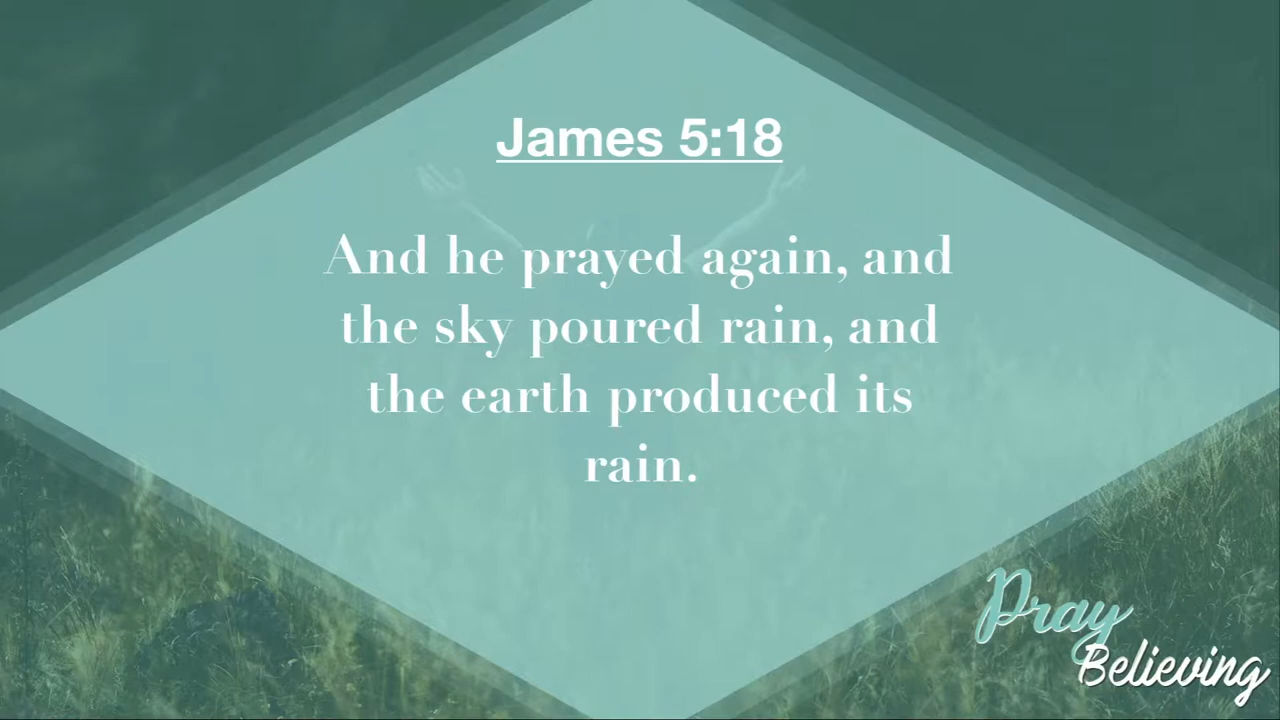 James 5:18
And he prayed again, and
the sky poured rain, and
the earth produced its
rain.
Pray
Believing